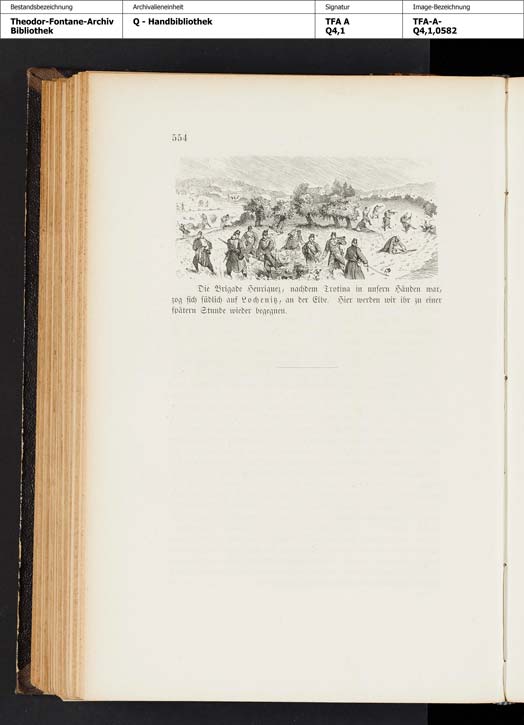 Bestandsbezeichnung Archivalieneinheit Signatur Image-Bezeichnung
Theodor-Fontane-Archiv Q - Handbibliothek TFA A TFA-A-
Bibliothek Q4,1 Q4,1,0582
554
Die Brigade Henriquez, nachdem Trotina in unsern Händen war,
zog sich südlich auf Lochenitz, an der Elbe. Hier werden wir ihr zu einer
spätern Stunde wieder begegnen.